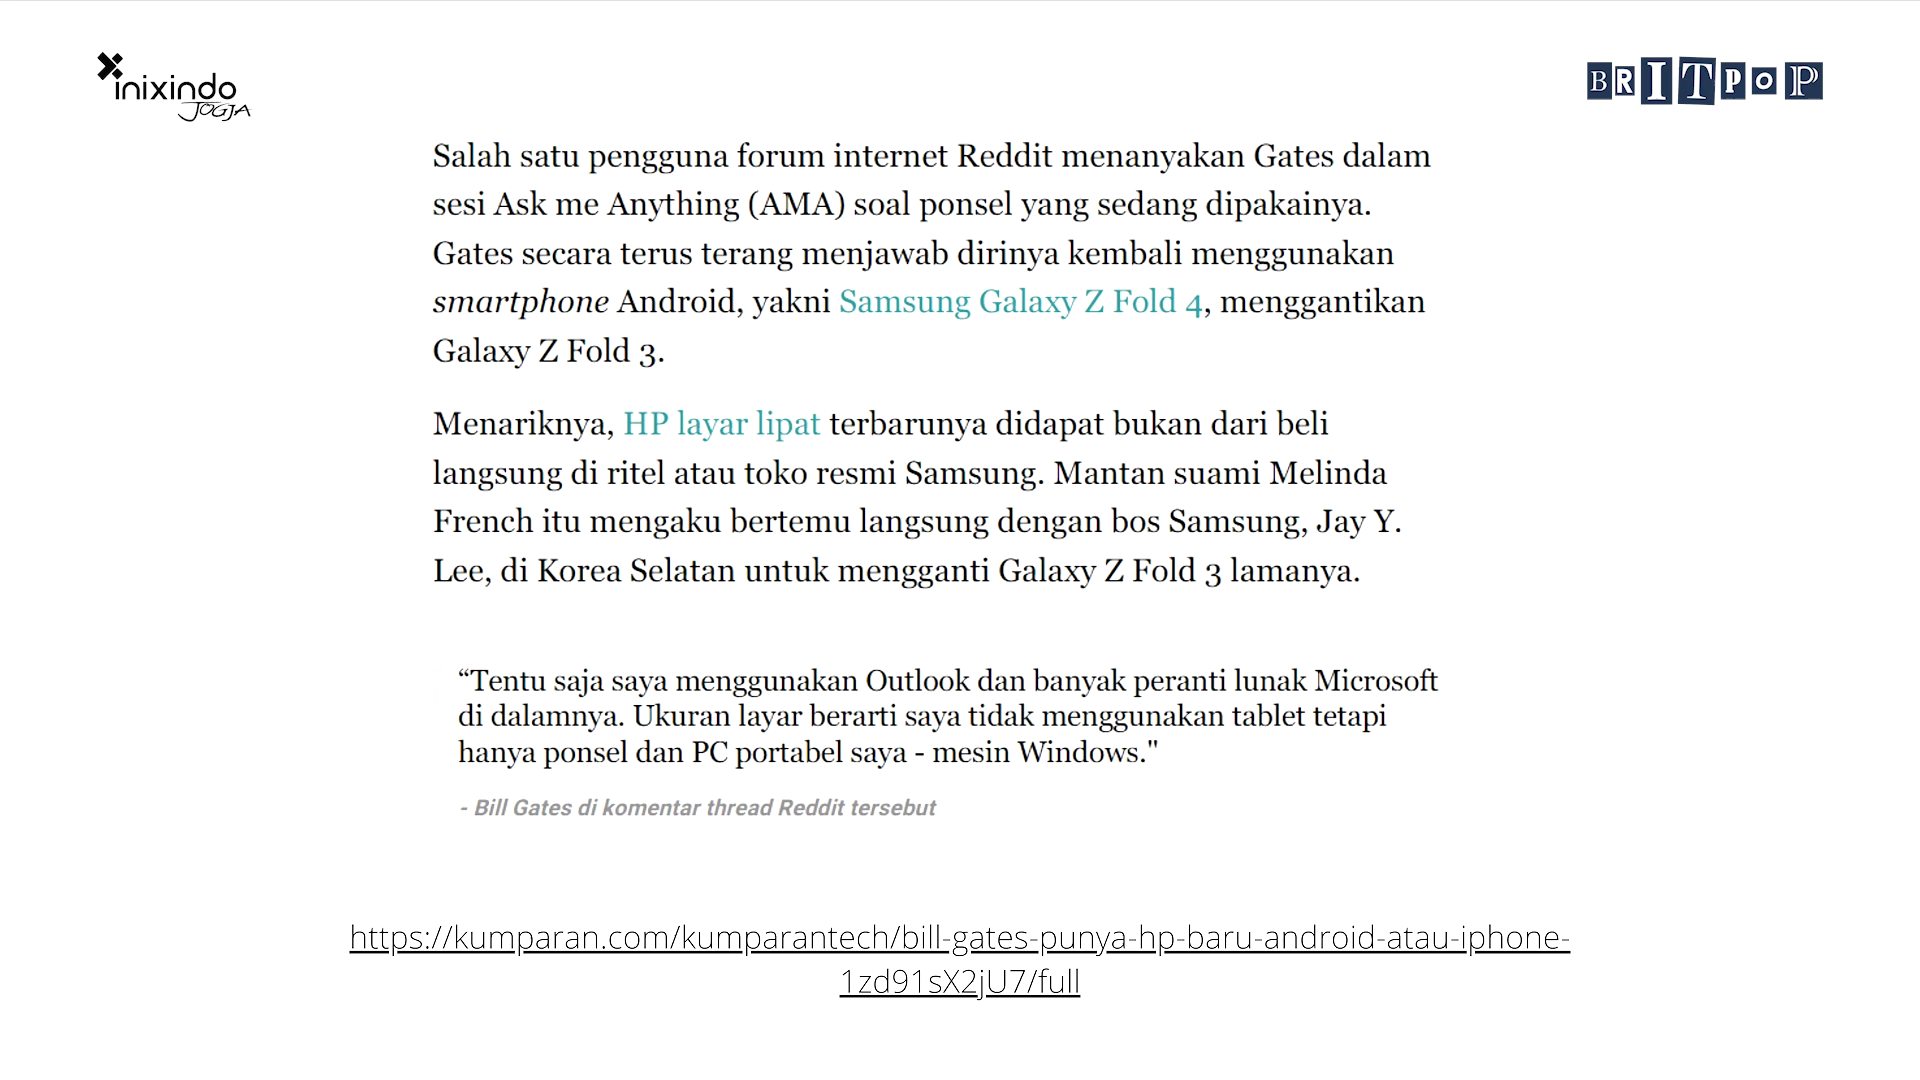 inixindo
JOGJA
BRITPOP
Salah satu pengguna forum internet Reddit menanyakan Gates dalam
sesi Ask me Anything (AMA) soal ponsel yang sedang dipakainya.
Gates secara terus terang menjawab dirinya kembali menggunakan
smartphone Android, yakni Samsung Galaxy Z Fold 4, menggantikan
Galaxy Z Fold 3.
Menariknya, HP layar lipat terbarunya didapat bukan dari beli
langsung di ritel atau toko resmi Samsung. Mantan suami Melinda
French itu mengaku bertemu langsung dengan bos Samsung, Jay Y.
Lee, di Korea Selatan untuk mengganti Galaxy Z Fold 3 lamanya.
“Tentu saja saya menggunakan Outlook dan banyak peranti lunak Microsoft
di dalamnya. Ukuran layar berarti saya tidak menggunakan tablet tetapi
hanya ponsel dan PC portabel saya - mesin Windows."
- Bill Gates di komentar thread Reddit tersebut
https://kumparan.com/kumparantech/bill-gates-punya-hp-baru-android-atau-iphone-
1zd91sX2jU7/full